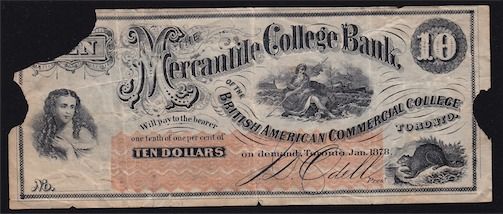 THE
Mercantile College Bank,
10
OF THE
BRITISH AMERICAN COMMERCIAL COLLEGE
TORONTO.
Will pay to the bearer
one tenth of one per cent of
TEN DOLLARS
on demand, Toronto, Jan. 1878.
No.
Odell
Pres.